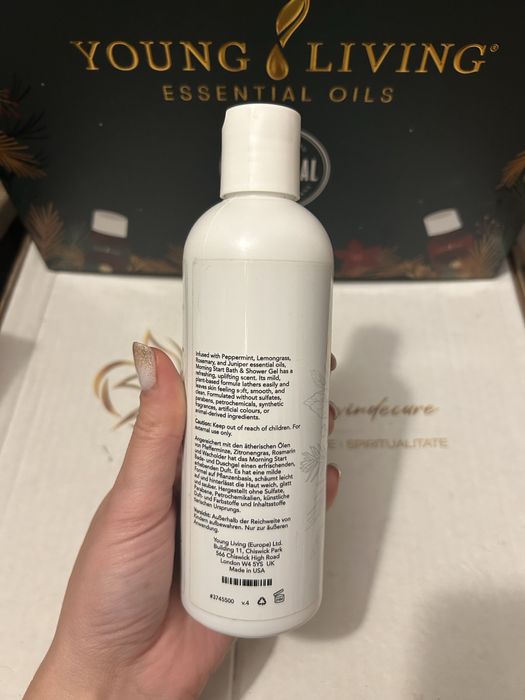 YOUNG LIVING®
ESSENTIAL OILS
AL
Infused with Peppermint, Lemongrass,
Rosemary, and Juniper essential oils,
Morning Start Bath & Shower Gel has a
refreshing, uplifting scent. Its mild,
plant-based formula lathers easily and
leaves skin feeling soft, smooth, and
clean. Formulated without sulfates,
parabens, petrochemicals, synthetic
fragrances, artificial colours, or
animal-derived ingredients.
Caution: Keep out of reach of children. For
external use only.
Angereichert mit den ätherischen Ölen
von Pfefferminze, Zitronengras, Rosmarin
und Wacholder hat das Morning Start
Bade- und Duschgel einen erfrischenden,
erhebenden Duft. Es hat eine milde
Formel auf Pflanzenbasis, schäumt leicht
auf und hinterlässt die Haut weich, glatt
und sauber. Hergestellt ohne Sulfate,
Parabene, Petrochemikalien, künstliche
Duft- und Farbstoffe und Inhaltsstoffe
tierischen Ursprungs.
Vorsicht: Außerhalb der Reichweite von
Kindern aufbewahren. Nur zur äußeren
Anwendung.
Young Living (Europe) Ltd.
Building 11, Chiswick Park
566 Chiswick High Road
London W4 5YS UK
Made in USA
#3745500 v.4
indecure
E · SPIRITUALITATE